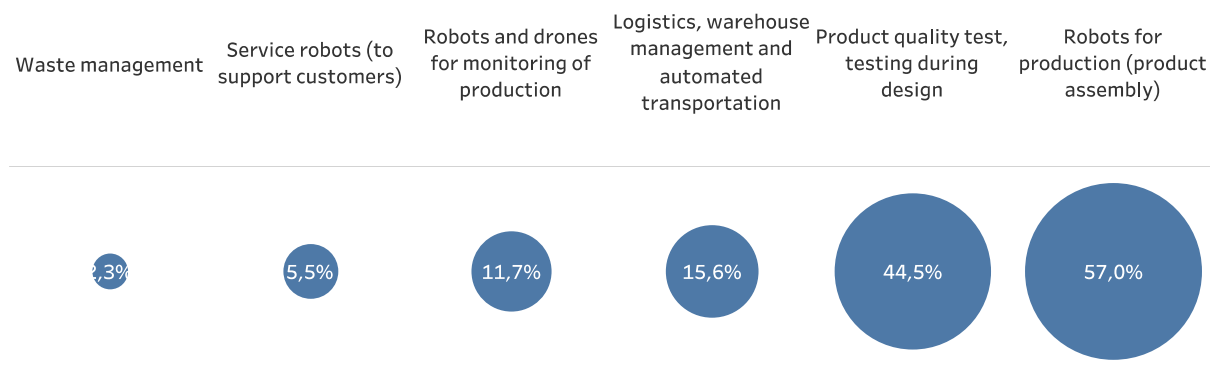 Waste management
Service robots (to
support customers)
Robots and drones
for monitoring of
production
Logistics, warehouse
management and
automated
transportation
Product quality test,
testing during
design
Robots for
production (product
assembly)
2,3%
5,5%
11,7%
15,6%
44,5%
57,0%